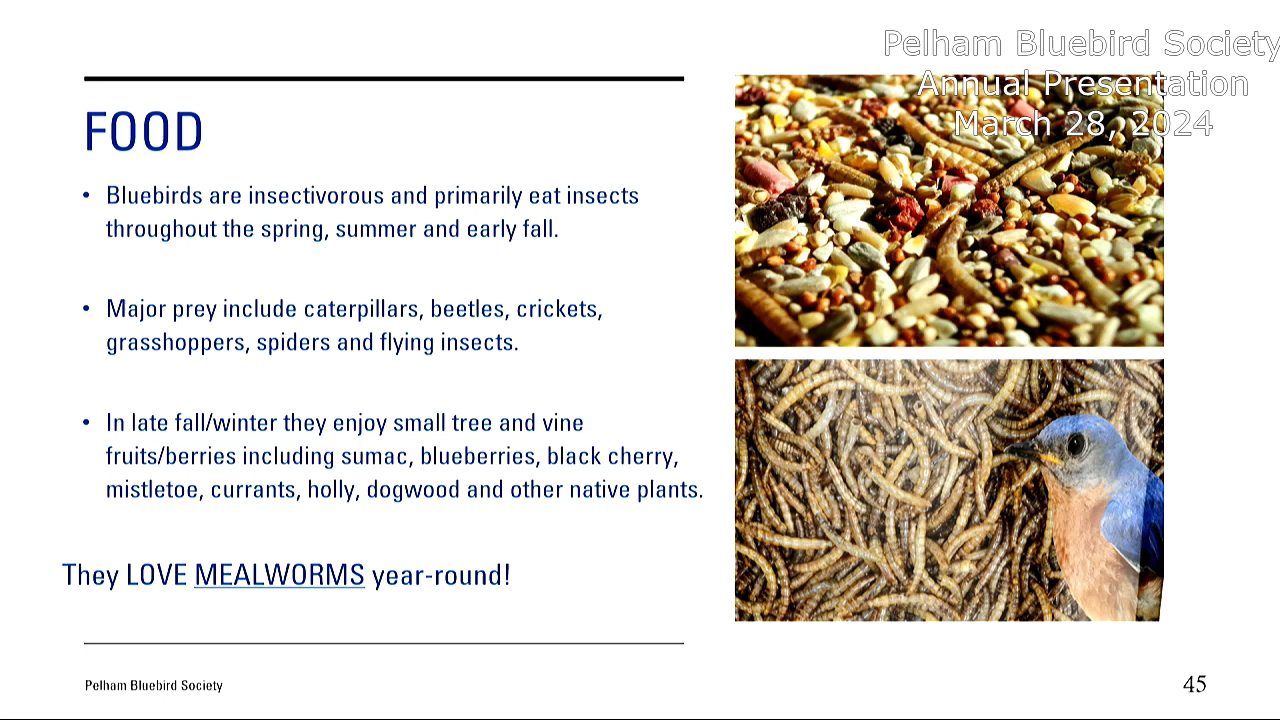 Pelham Bluebird Society
Annual Presentation
March 28, 2024
FOOD
• Bluebirds are insectivorous and primarily eat insects
throughout the spring, summer and early fall.
• Major prey include caterpillars, beetles, crickets,
grasshoppers, spiders and flying insects.
• In late fall/winter they enjoy small tree and vine
fruits/berries including sumac, blueberries, black cherry,
mistletoe, currants, holly, dogwood and other native plants.
They LOVE MEALWORMS year-round!
Pelham Bluebird Society
45